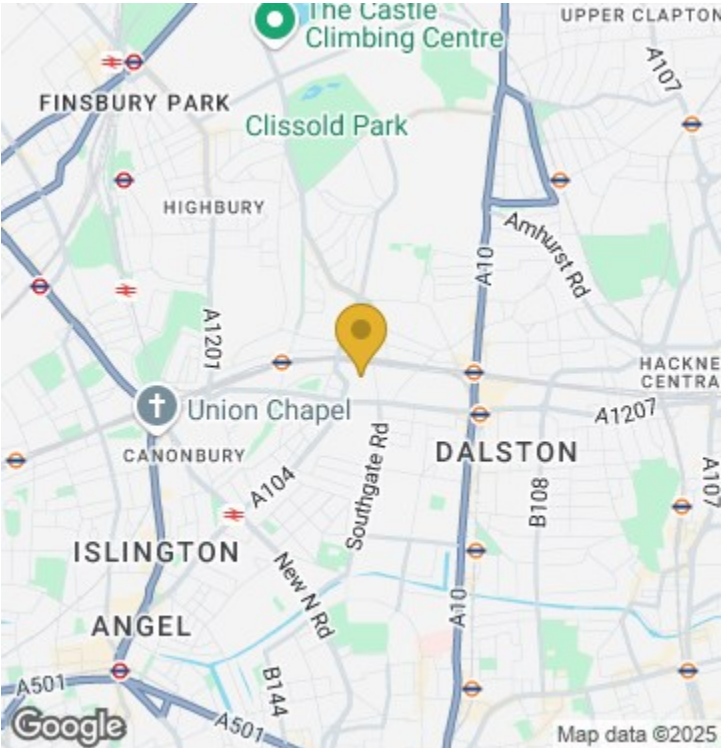 The Castle
Climbing Centre
UPPER CLAPTON
A107
FINSBURY PARK
Clissold Park
HIGHBURY
Amhurst Rd
A10
A1201
HACKNE
CENTRA
Union Chapel
A1207
CANONBURY
DALSTON
A104
Southgate Rd
B108
A107
ISLINGTON
New N Rd
ANGEL
A10
A501
B144
A501
Google
Map data ©2025